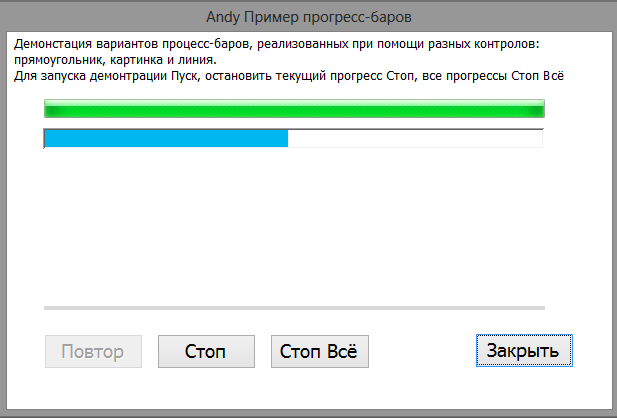 Andy Пример прогресс-баров
Демонстация вариантов процесс-баров, реализованных при помощи разных контролов:
прямоугольник, картинка и линия.
Для запуска демонтрации Пуск, остановить текущий прогресс Стоп, все прогрессы Стоп Всё
Повтор Стоп Стоп Всё Закрыть